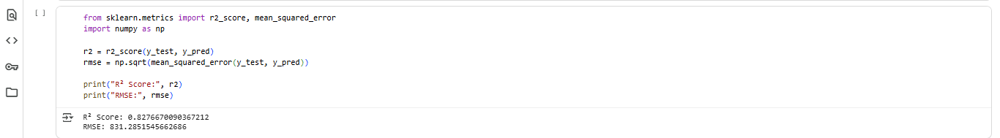 [ ]
from sklearn.metrics import r2_score, mean_squared_error
import numpy as np
r2 = r2_score(y_test, y_pred)
rmse = np.sqrt(mean_squared_error(y_test, y_pred))
print("R² Score:", r2)
print("RMSE:", rmse)
R² Score: 0.8276670090367212
RMSE: 831.2851545662686